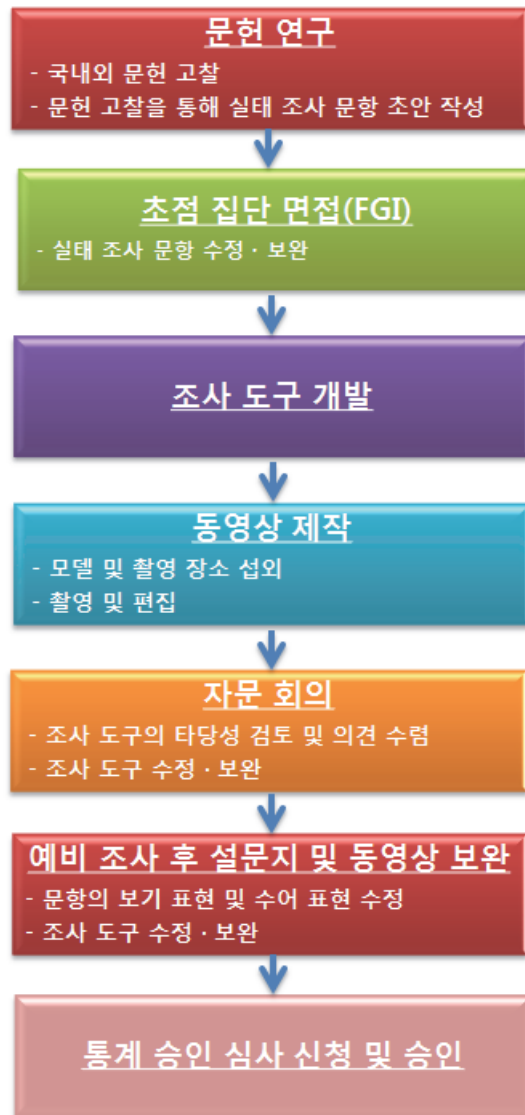 문헌 연구
- 국내외 문헌 고찰
- 문헌 고찰을 통해 실태 조사 문항 초안 작성
초점 집단 면접(FGI)
- 실태 조사 문항 수정 · 보완
조사 도구 개발
동영상 제작
- 모델 및 촬영 장소 섭외
- 촬영 및 편집
자문 회의
- 조사 도구의 타당성 검토 및 의견 수렴
- 조사 도구 수정 · 보완
예비 조사 후 설문지 및 동영상 보완
- 문항의 보기 표현 및 수어 표현 수정
- 조사 도구 수정 · 보완
통계 승인 심사 신청 및 승인